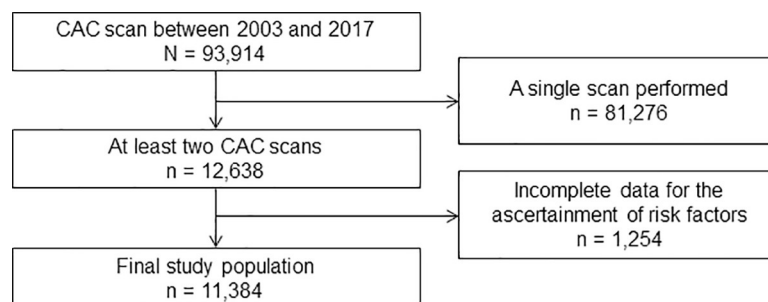 CAC scan between 2003 and 2017
N = 93,914
A single scan performed
n = 81,276
At least two CAC scans
n = 12,638
Incomplete data for the
ascertainment of risk factors
n = 1,254
Final study population
n = 11,384